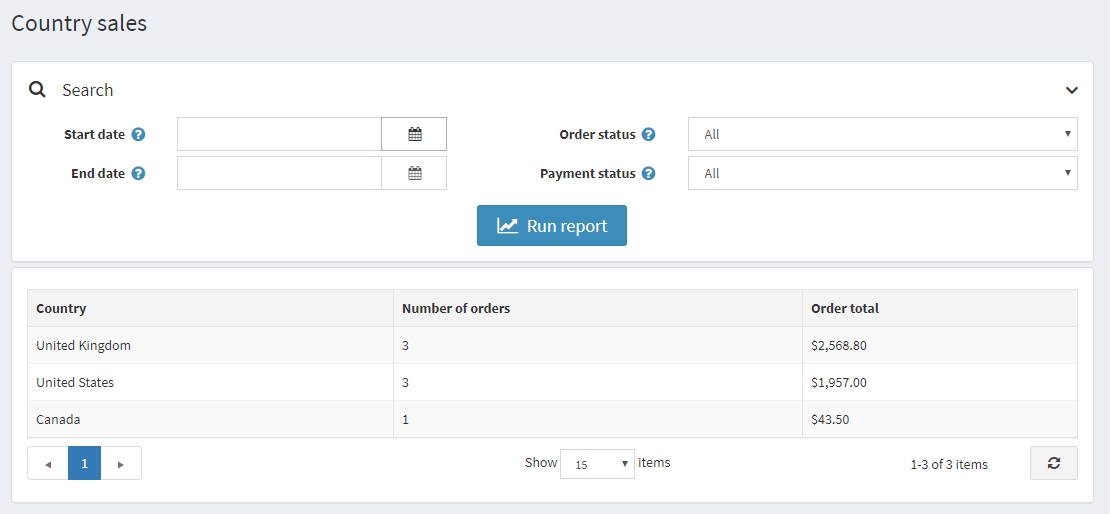 Country sales
Search
Start date
Order status All
End date
Payment status All
Run report
Country Number of orders Order total
United Kingdom 3 $2,568.80
United States 3 $1,957.00
Canada 1 $43.50
1 Show 15 items 1-3 of 3 items